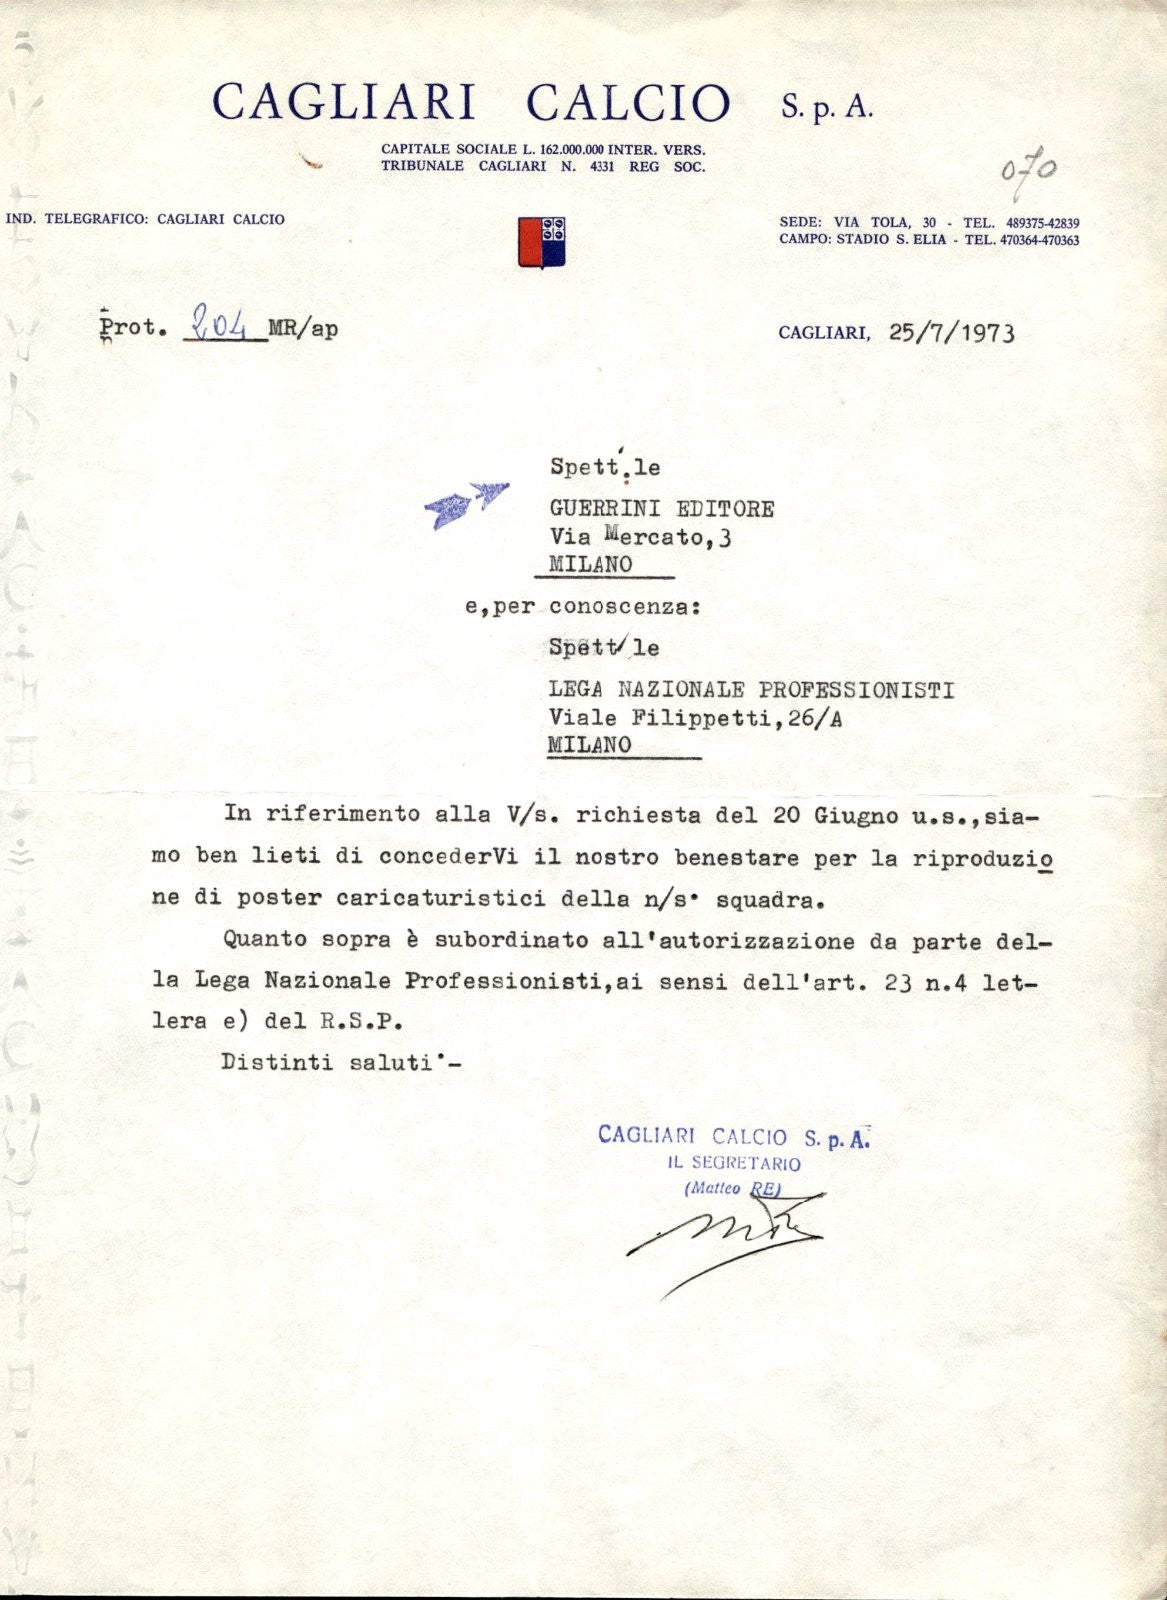 CAGLIARI CALCIO S. p. A.
CAPITALE SOCIALE L. 162.000.000 INTER. VERS.
TRIBUNALE CAGLIARI N. 4331 REG SOC.
070
IND. TELEGRAFICO: CAGLIARI CALCIO
SEDE: VIA TOLA, 30 - TEL. 489375-42839
CAMPO: STADIO S. ELIA - TEL. 470364-470363
Prot. 204 MR/ap
CAGLIARI, 25/7/1973
Spett.le
GUERRINI EDITORE
Via Mercato,3
MILANO
e,per conoscenza:
Spett/le
LEGA NAZIONALE PROFESSIONISTI
Viale Filippetti,26/A
MILANO
In riferimento alla V/s. richiesta del 20 Giugno u.s.,sia-
mo ben lieti di concederVi il nostro benestare per la riproduzio
ne di poster caricaturistici della n/s· squadra.
Quanto sopra è subordinato all'autorizzazione da parte del-
la Lega Nazionale Professionisti,ai sensi dell'art. 23 n.4 let-
lera e) del R.S.P.
Distinti saluti·-
CAGLIARI CALCIO S. p. A.
IL SEGRETARIO
(Matteo RE)